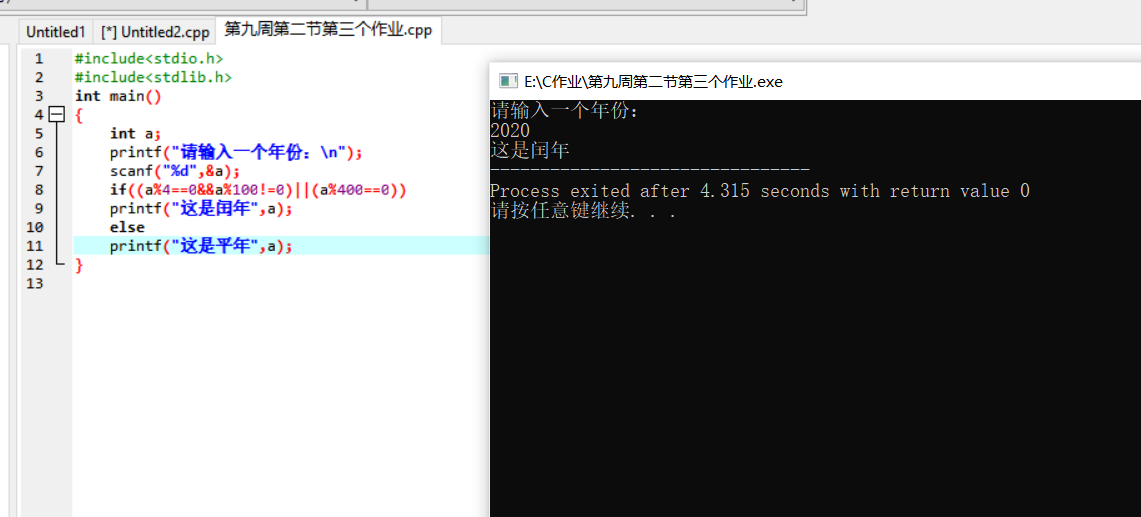 Untitled1 [*] Untitled2.cpp 第九周第二节第三个作业.cpp
1 #include<stdio.h>
2 #include<stdlib.h>
3 int main()
4 {
5 int a;
6 printf("请输入一个年份：\n");
7 scanf("%d",&a);
8 if((a%4==0&&a%100!=0)||(a%400==0))
9 printf("这是闰年",a);
10 else
11 printf("这是平年",a);
12 }
13
E:\C作业\第九周第二节第三个作业.exe
请输入一个年份：
2020
这是闰年
--------------------------------
Process exited after 4.315 seconds with return value 0
请按任意键继续. . .